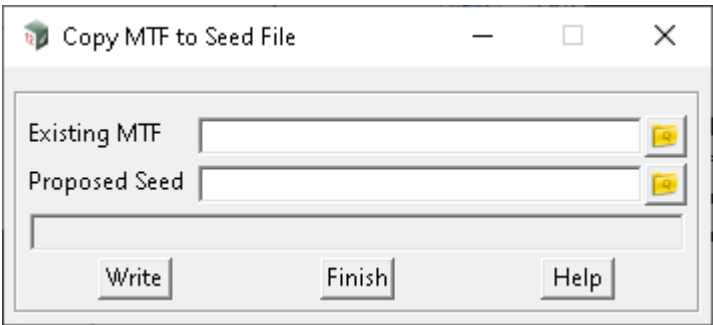 Copy MTF to Seed File
Existing MTF
Proposed Seed
Write Finish Help